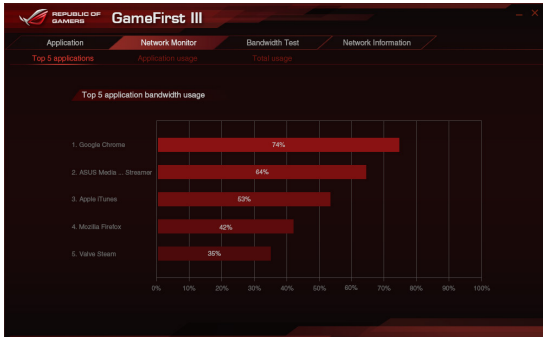 REPUBLIC OF
GAMERS
GameFirst III
Application Network Monitor Bandwidth Test Network Information
Top 5 applications Application usage Total usage
Top 5 application bandwidth usage
1. Google Chrome 74%
2. ASUS Media ... Streamer 64%
3. Apple iTunes 53%
4. Mozilla Firefox 42%
5. Valve Steam 35%
0% 10% 20% 30% 40% 50% 60% 70% 80% 90% 100%